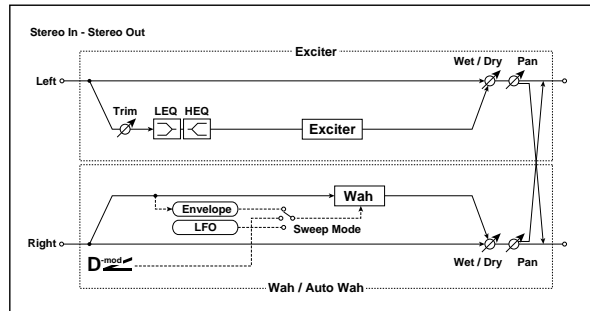 Stereo In - Stereo Out
Exciter
Wet / Dry Pan
Left
Trim LEQ HEQ
Exciter
Envelope
Wah
LFO
Sweep Mode
Right
D-mod
Wet / Dry Pan
Wah / Auto Wah